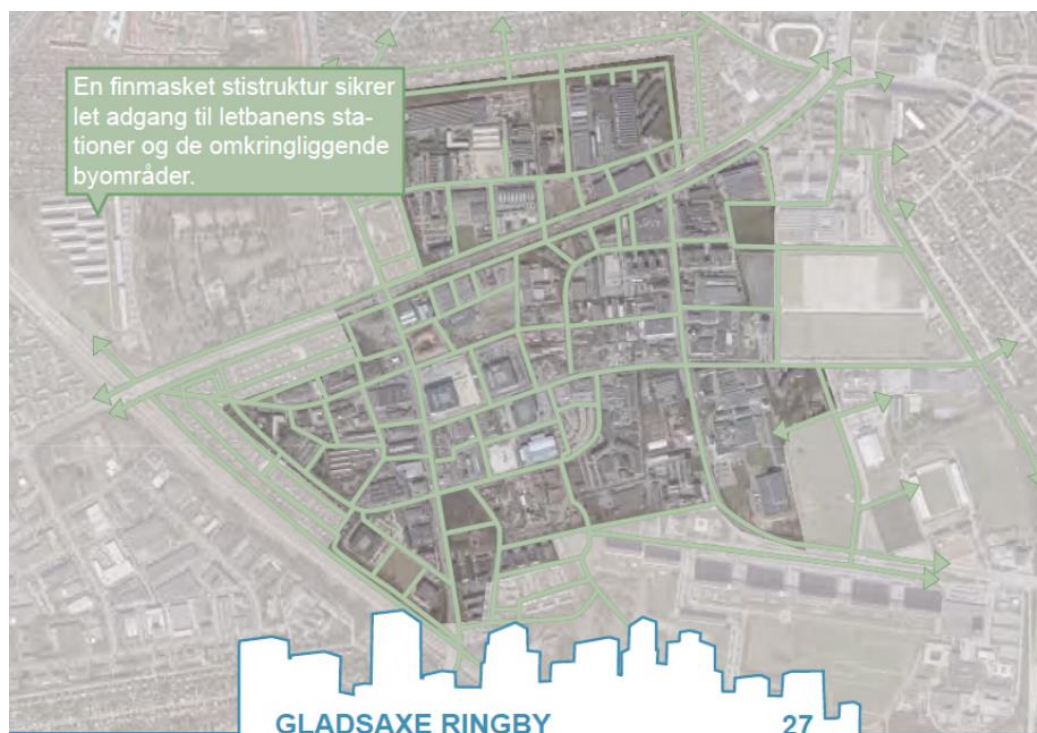 En finmasket stistruktur sikrer
let adgang til letbanens sta-
tioner og de omkringliggende
byområder.
GLADSAXE RINGBY 27